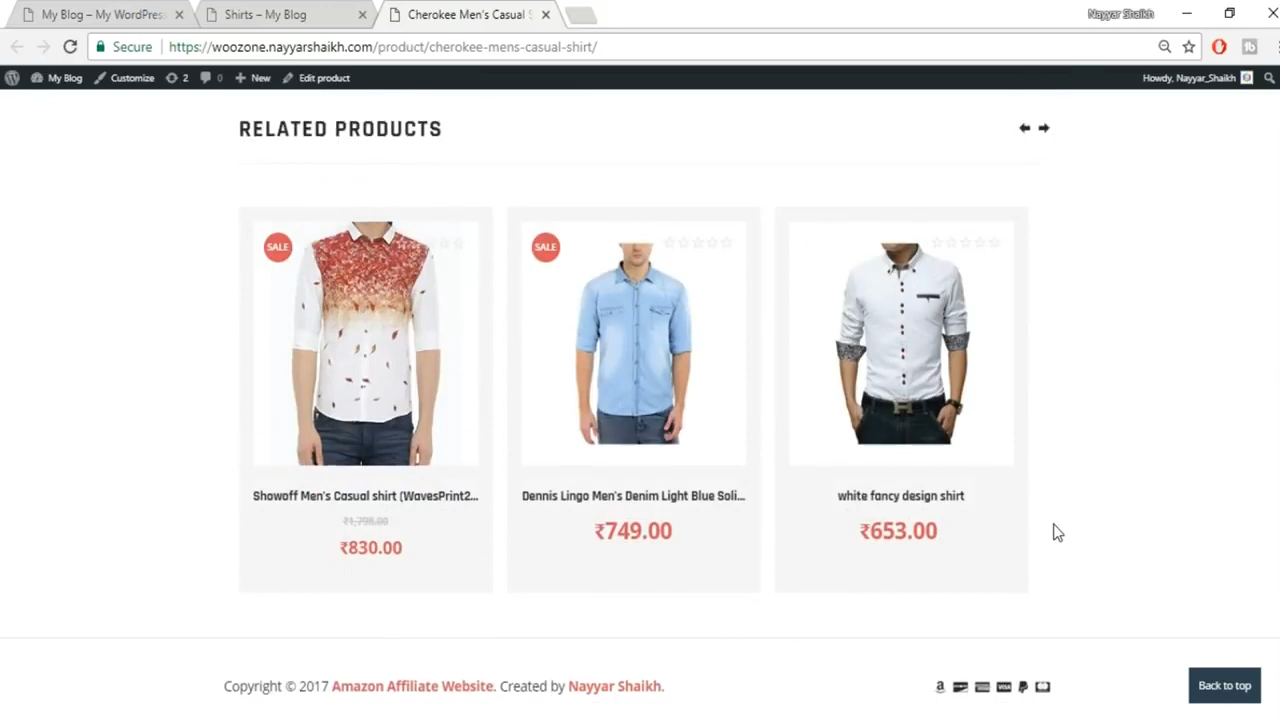 My Blog – My WordPres
Shirts – My Blog
Cherokee Men's Casual S
Nayyar Shaikh
Secure
https://woozone.nayyarshaikh.com/product/cherokee-mens-casual-shirt/
My Blog
Customize
2
0
New
Edit product
Howdy, Nayyar_Shaikh
RELATED PRODUCTS
SALE
SALE
Showoff Men's Casual shirt (WavesPrint2...
₹1,798.00
₹830.00
Dennis Lingo Men's Denim Light Blue Soli...
₹749.00
white fancy design shirt
₹653.00
Copyright © 2017 Amazon Affiliate Website. Created by Nayyar Shaikh.
Back to top